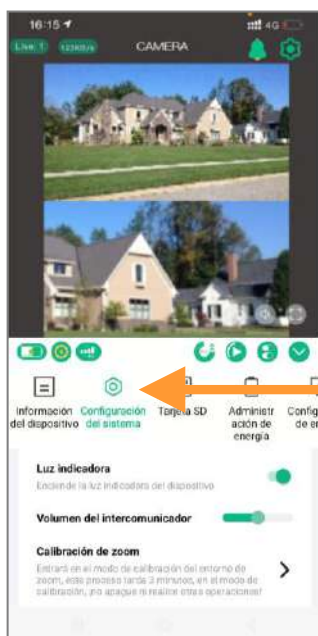 16:15
4G
Live: 1
123KB/s
CAMERA
Información del dispositivo
Configuración del sistema
Tarjeta SD
Administr
ación de
energía
Config
de e
Luz indicadora
Enciende la luz indicadora del dispositivo
Volumen del intercomunicador
Calibración de zoom
Entrará en el modo de calibración del entorno de
zoom, este proceso tarda 3 minutos, en el modo de
calibración, ¡no apague ni realice otras operaciones!